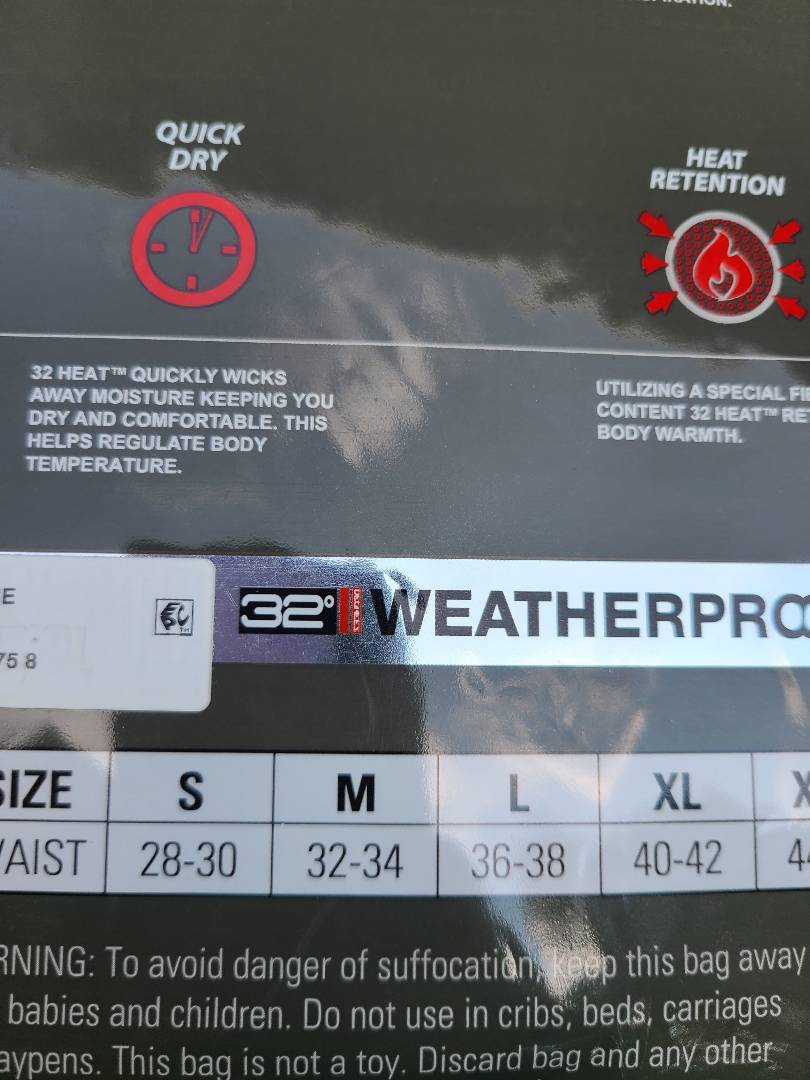 QUICK
DRY
HEAT
RETENTION
32 HEAT™ QUICKLY WICKS
AWAY MOISTURE KEEPING YOU
DRY AND COMFORTABLE. THIS
HELPS REGULATE BODY
TEMPERATURE.
UTILIZING A SPECIAL
CONTENT 32 HEAT™
BODY WARMTH.
75 8
32° DEGREES WEATHERPROO
SIZE S M L XL
WAIST 28-30 32-34 36-38 40-42
RNING: To avoid danger of suffocation, keep this bag away
babies and children. Do not use in cribs, beds, carriages
aypens. This bag is not a toy. Discard bag and any other